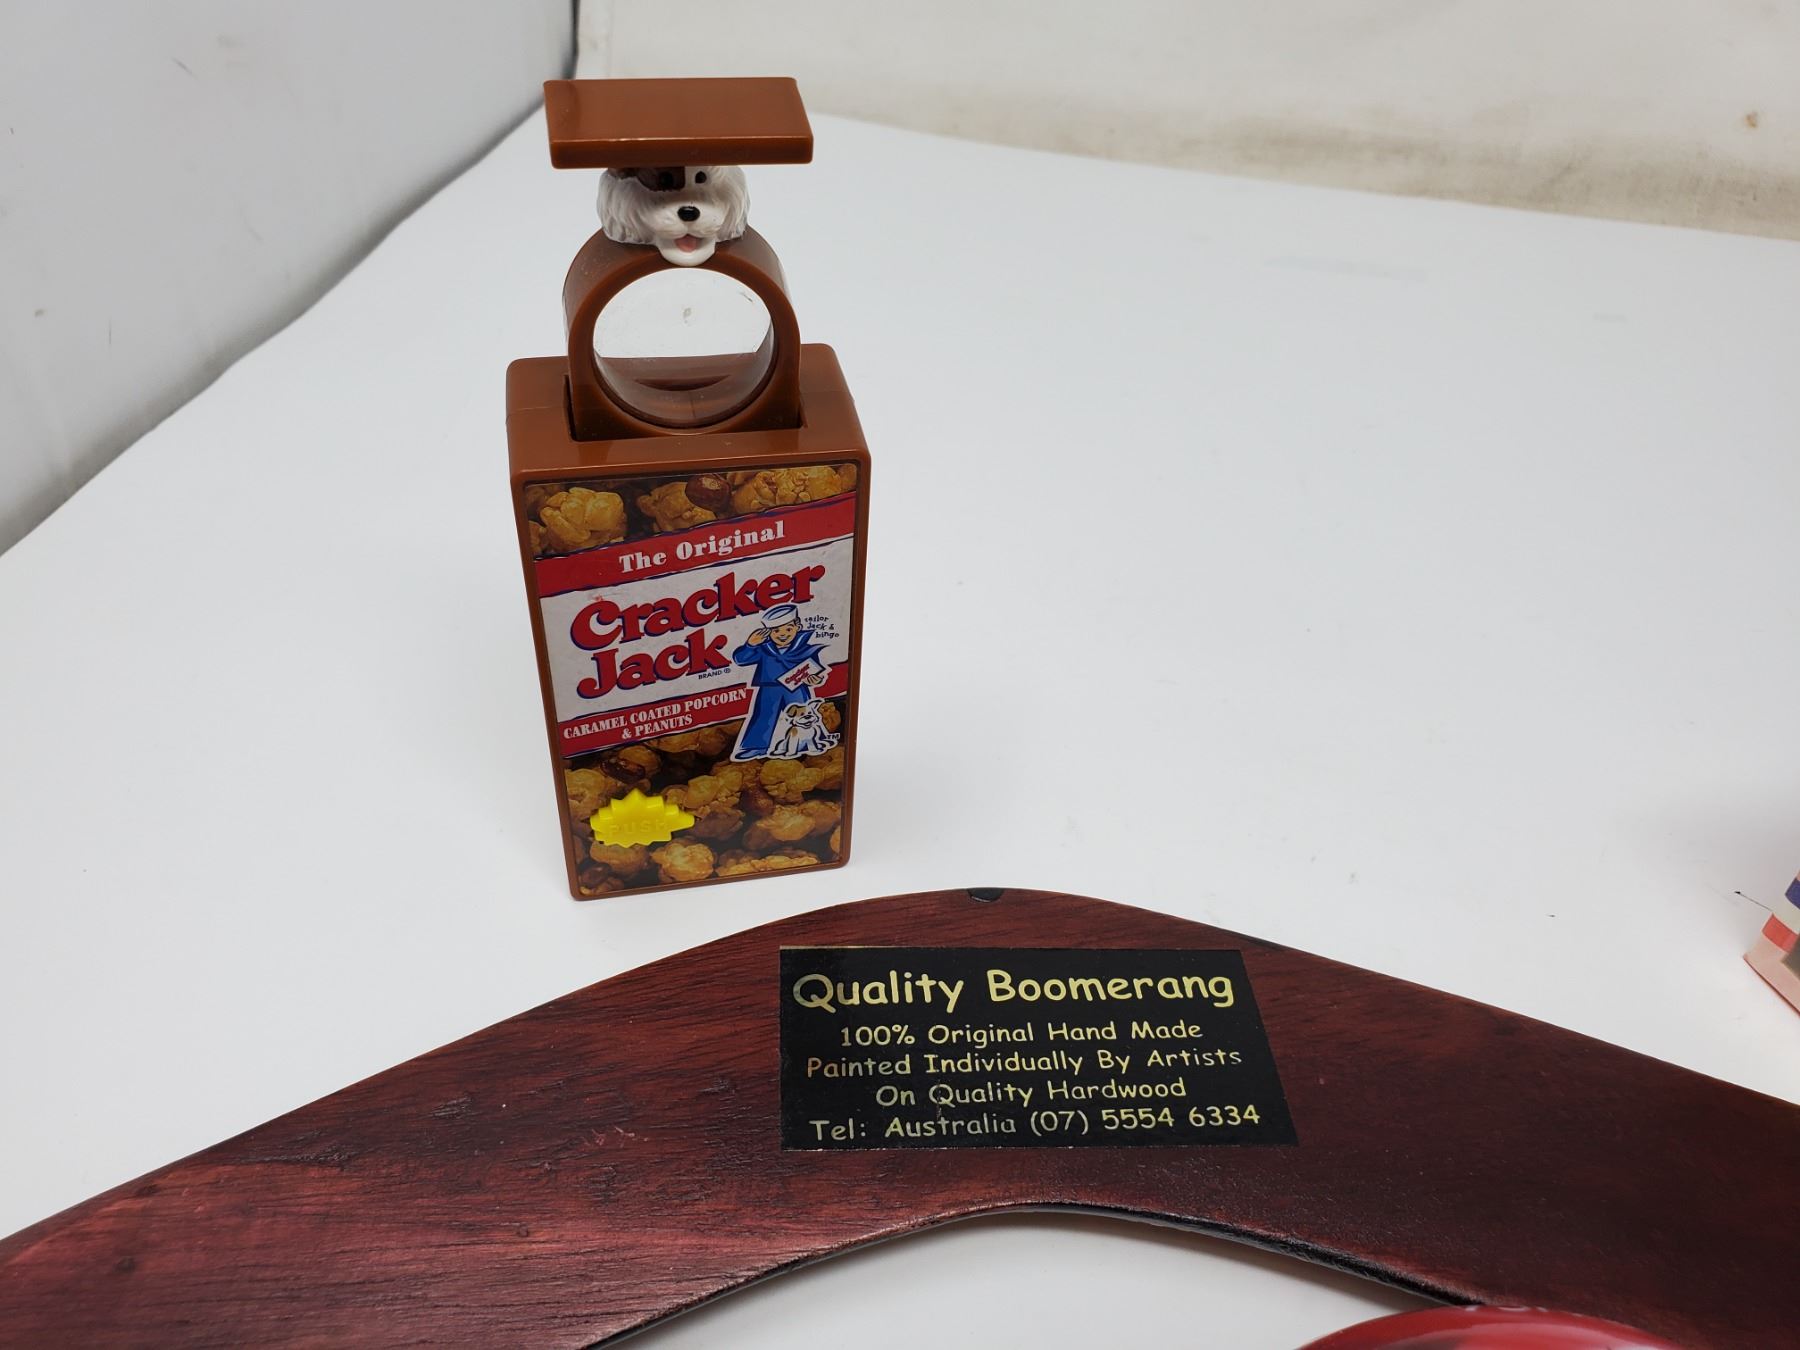 The Original
Cracker
Jack
BRAND ®
sailor
Jack &
bingo
CARAMEL COATED POPCORN
& PEANUTS
TM
PUSH
Quality Boomerang
100% Original Hand Made
Painted Individually By Artists
On Quality Hardwood
Tel: Australia (07) 5554 6334